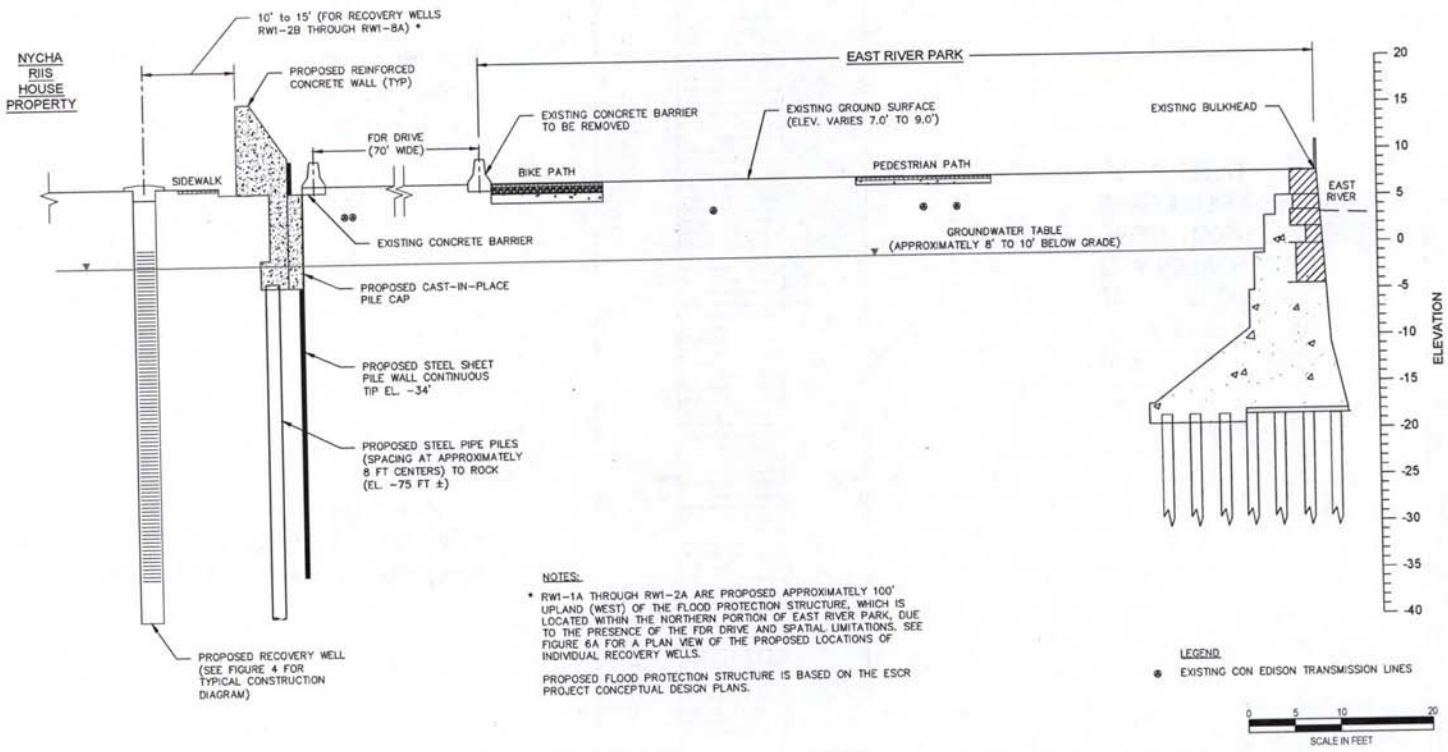 10' to 15' (FOR RECOVERY WELLS
RW1-2B THROUGH RW1-8A) *
NYCHA
RIIS
HOUSE
PROPERTY
PROPOSED REINFORCED
CONCRETE WALL (TYP)
EAST RIVER PARK
EXISTING CONCRETE BARRIER
TO BE REMOVED
EXISTING GROUND SURFACE
(ELEV. VARIES 7.0' TO 9.0')
EXISTING BULKHEAD
FDR DRIVE
(70' WIDE)
SIDEWALK
BIKE PATH
PEDESTRIAN PATH
EAST
RIVER
EXISTING CONCRETE BARRIER
GROUNDWATER TABLE
(APPROXIMATELY 8' TO 10' BELOW GRADE)
PROPOSED CAST-IN-PLACE
PILE CAP
PROPOSED STEEL SHEET
PILE WALL CONTINUOUS
TIP EL. -34'
PROPOSED STEEL PIPE PILES
(SPACING AT APPROXIMATELY
8 FT CENTERS) TO ROCK
(EL. -75 FT ±)
PROPOSED RECOVERY WELL
(SEE FIGURE 4 FOR
TYPICAL CONSTRUCTION
DIAGRAM)
20
15
10
5
0
-5
-10
-15
-20
-25
-30
-35
-40
ELEVATION
NOTES:
* RW1-1A THROUGH RW1-2A ARE PROPOSED APPROXIMATELY 100'
UPLAND (WEST) OF THE FLOOD PROTECTION STRUCTURE, WHICH IS
LOCATED WITHIN THE NORTHERN PORTION OF EAST RIVER PARK, DUE
TO THE PRESENCE OF THE FDR DRIVE AND SPATIAL LIMITATIONS. SEE
FIGURE 6A FOR A PLAN VIEW OF THE PROPOSED LOCATIONS OF
INDIVIDUAL RECOVERY WELLS.
PROPOSED FLOOD PROTECTION STRUCTURE IS BASED ON THE ESCR
PROJECT CONCEPTUAL DESIGN PLANS.
LEGEND
EXISTING CON EDISON TRANSMISSION LINES
0 5 10 20
SCALE IN FEET